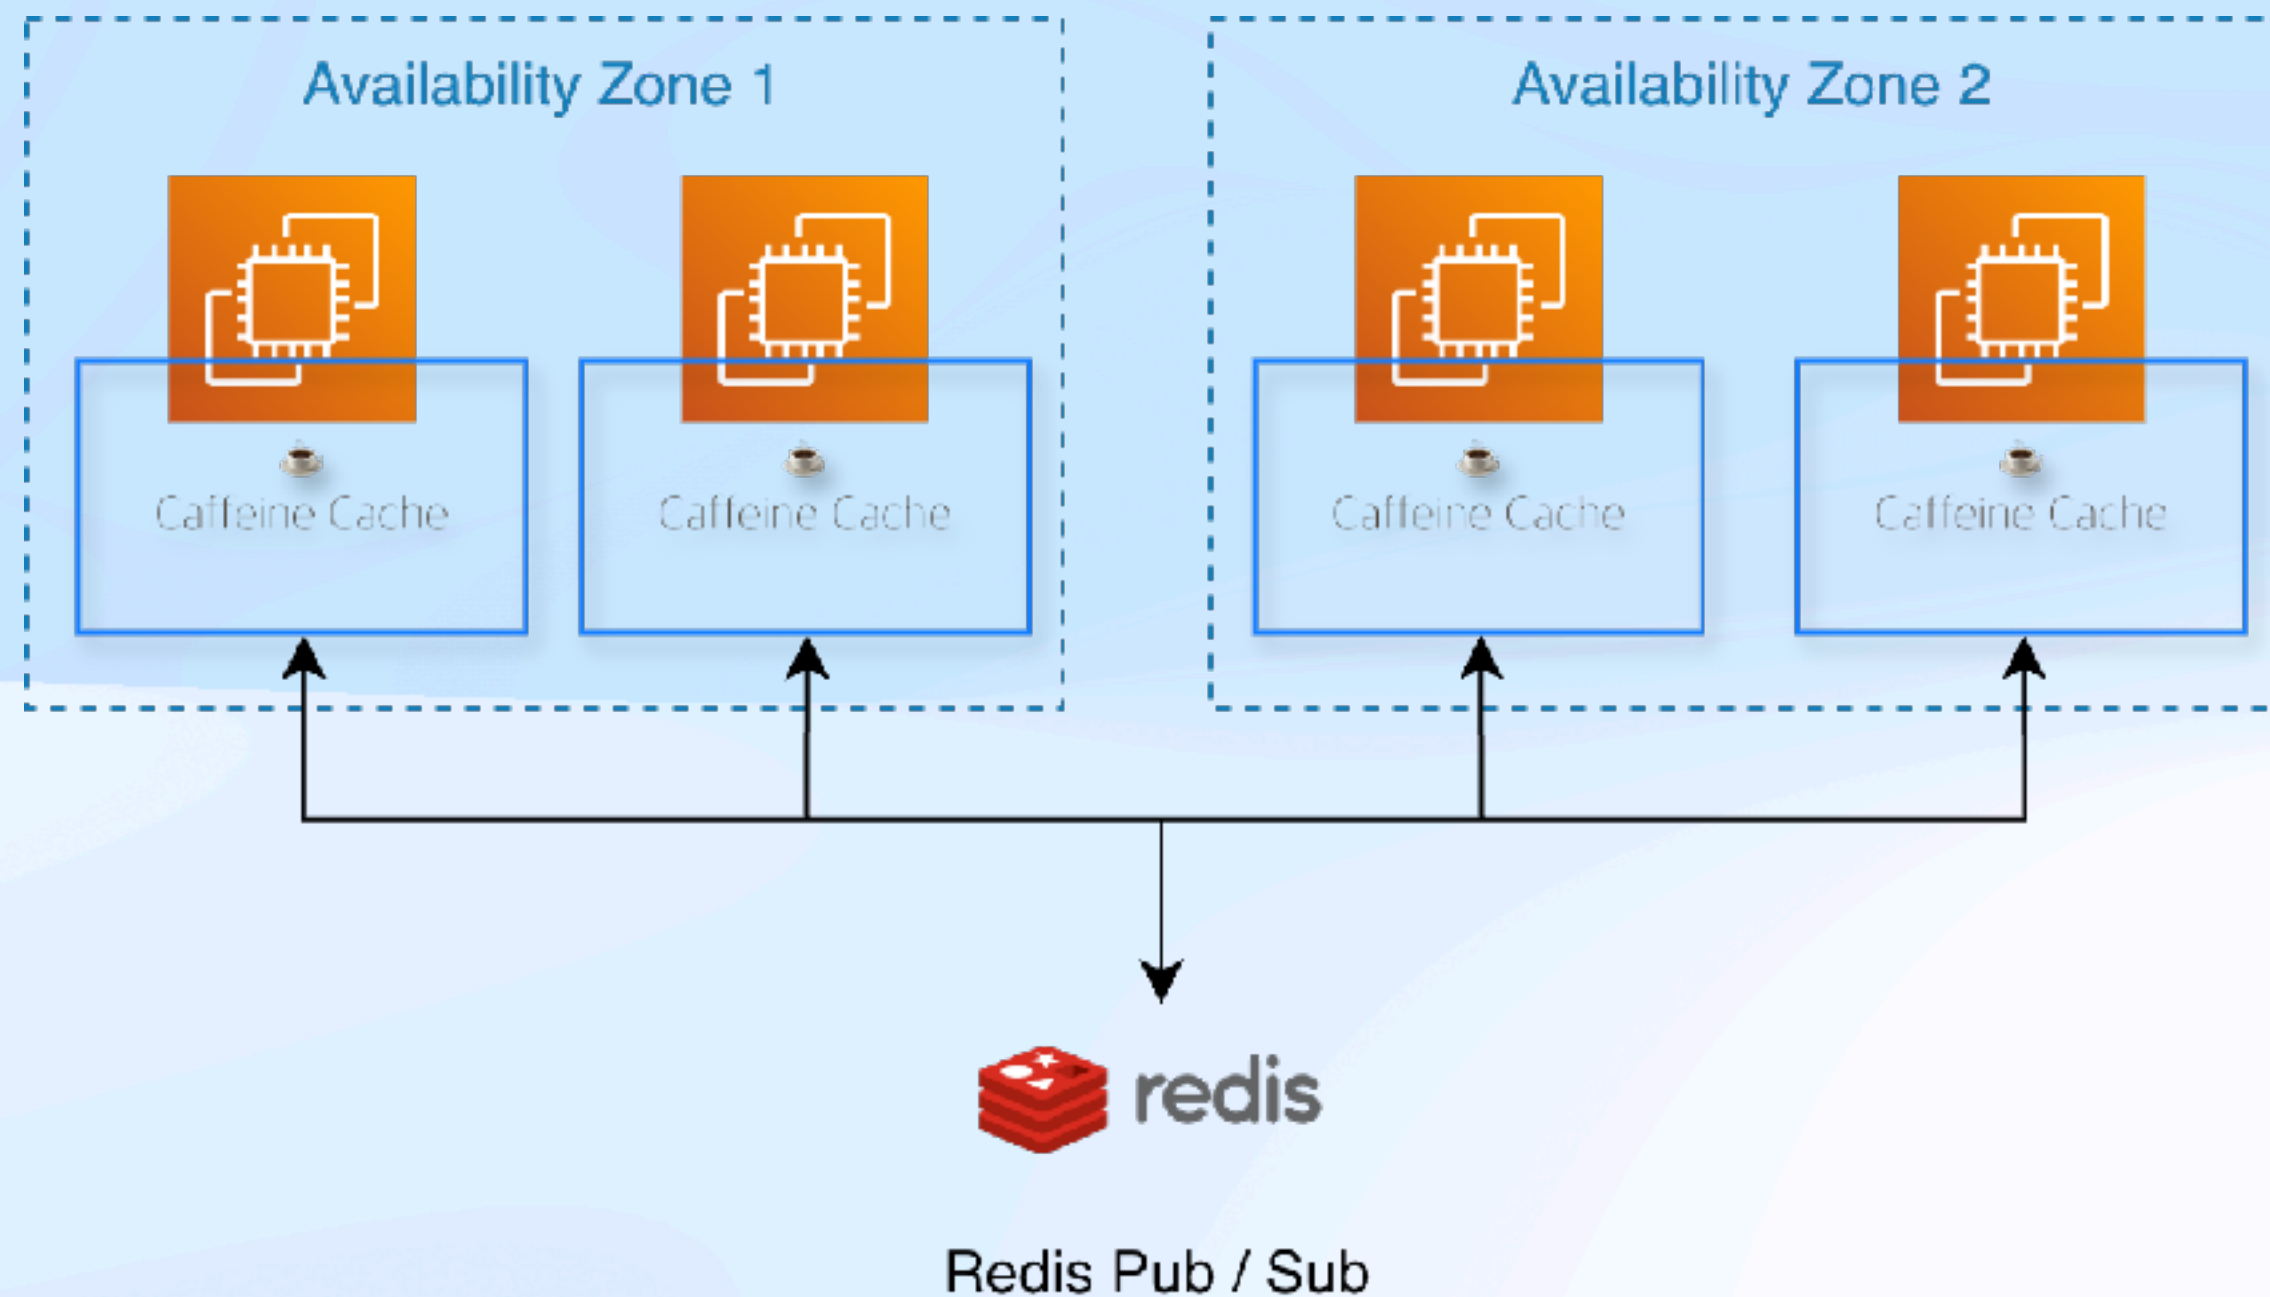 Availability Zone 1
Availability Zone 2
Caffeine Cache
Caffeine Cache
Caffeine Cache
Caffeine Cache
redis
Redis Pub / Sub